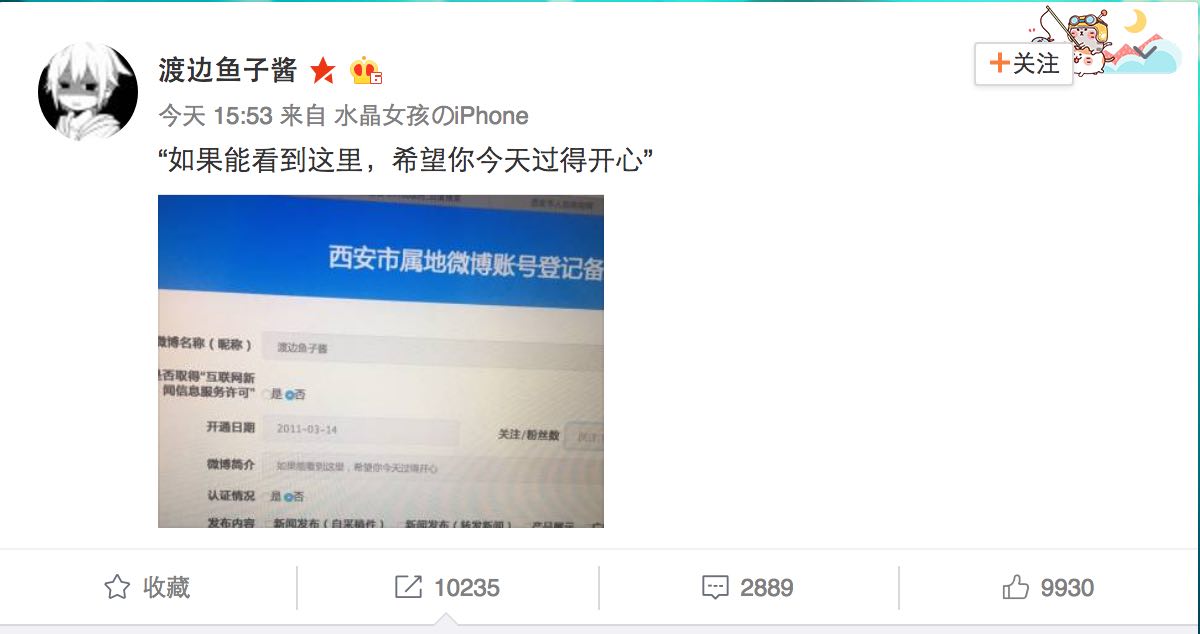 渡边鱼子酱
关注
今天 15:53 来自 水晶女孩のiPhone
“如果能看到这里，希望你今天过得开心”
西安市属地微博账号登记备
微博名称（昵称）
渡边鱼子酱
是否取得“互联网新
闻信息服务许可”
是 否
开通日期
2011-03-14
关注/粉丝数
微博简介
如果能看到这里，希望你今天过得开心
认证情况
是 否
发布内容
新闻发布（自采稿件） 新闻发布（转发新闻） 产品展示
收藏
10235
2889
9930